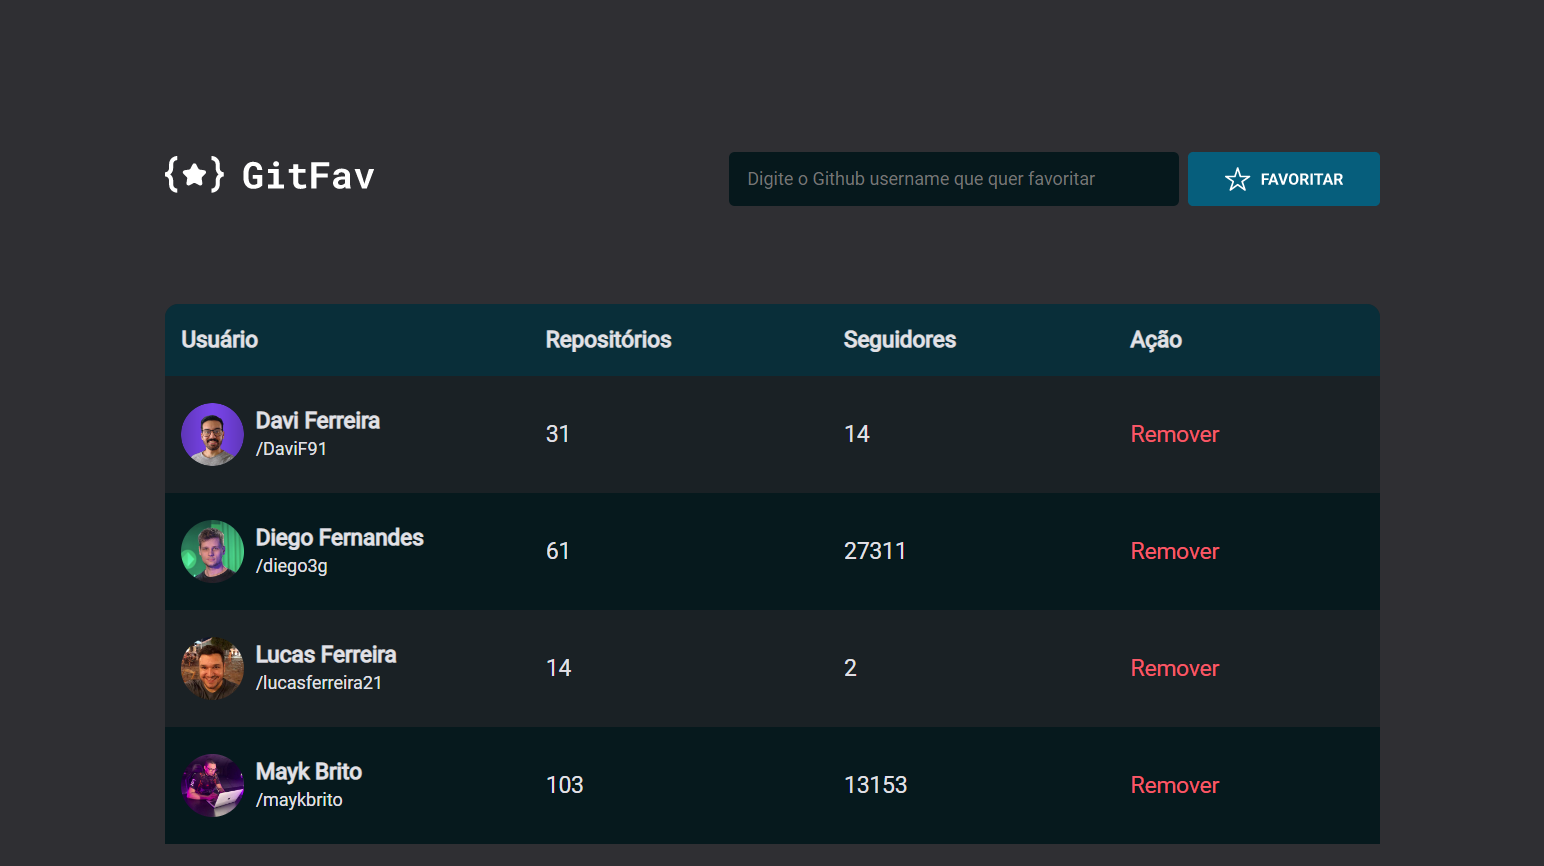 {★} GitFav
Digite o Github username que quer favoritar
FAVORITAR
Usuário Repositórios Seguidores Ação
Davi Ferreira
/DaviF91
31 14 Remover
Diego Fernandes
/diego3g
61 27311 Remover
Lucas Ferreira
/lucasferreira21
14 2 Remover
Mayk Brito
/maykbrito
103 13153 Remover